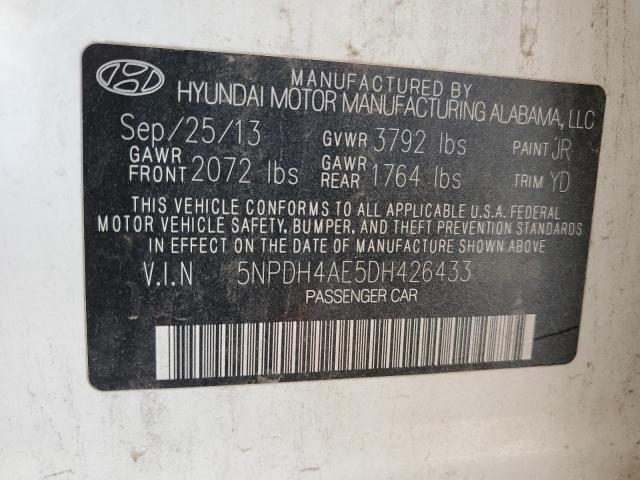 MANUFACTURED BY
HYUNDAI MOTOR MANUFACTURING ALABAMA, LLC
Sep/25/13 GVWR 3792 lbs PAINT JR
GAWR FRONT 2072 lbs GAWR REAR 1764 lbs TRIM YD
THIS VEHICLE CONFORMS TO ALL APPLICABLE U.S.A. FEDERAL
MOTOR VEHICLE SAFETY, BUMPER, AND THEFT PREVENTION STANDARDS
IN EFFECT ON THE DATE OF MANUFACTURE SHOWN ABOVE
V.I.N 5NPDH4AE5DH426433
PASSENGER CAR